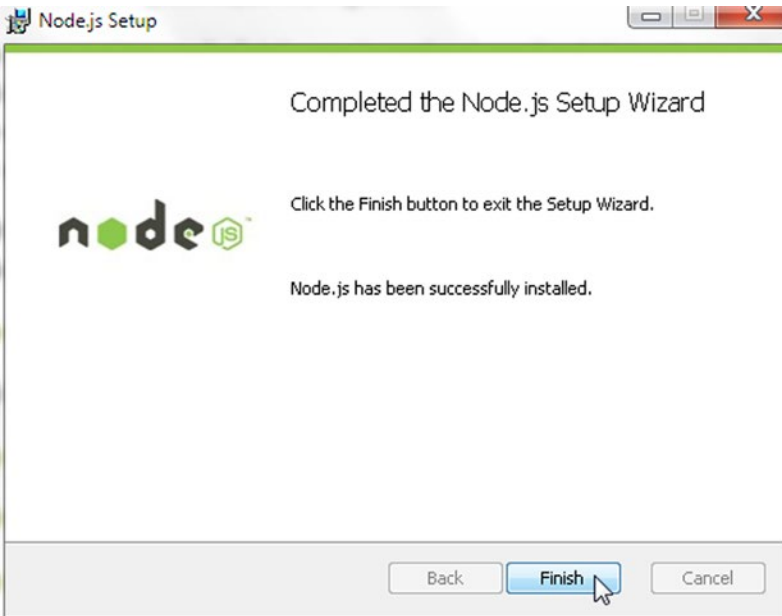 Node.js Setup
Completed the Node.js Setup Wizard
Click the Finish button to exit the Setup Wizard.
node JS™
Node.js has been successfully installed.
Back Finish Cancel